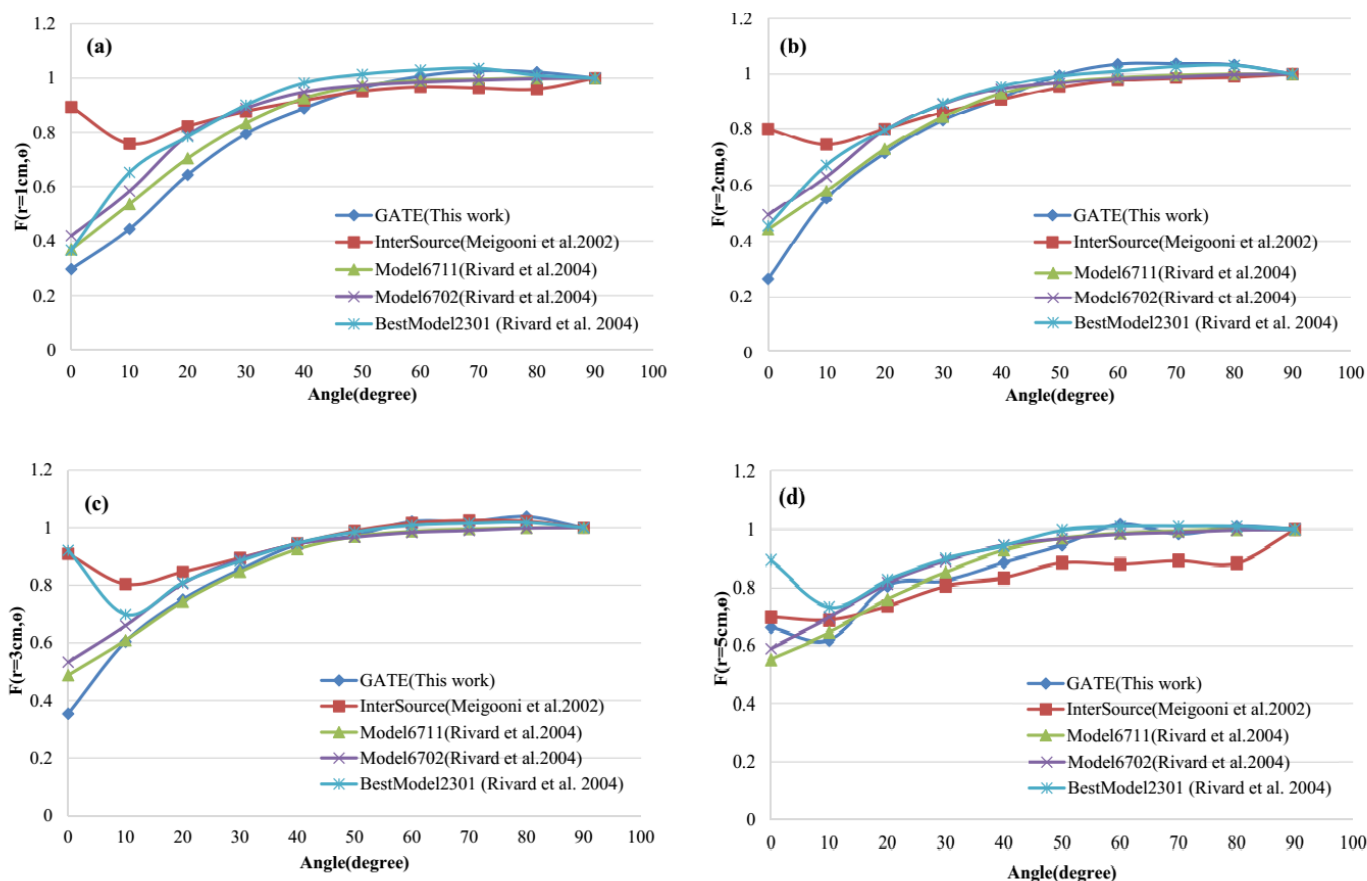 (a)
F(r=1cm,o)
1.2
1
0.8
0.6
0.4
0.2
0
0 10 20 30 40 50 60 70 80 90 100
Angle(degree)
GATE(This work)
InterSource(Meigooni et al.2002)
Model6711(Rivard et al.2004)
Model6702(Rivard et al.2004)
BestModel2301 (Rivard et al. 2004)
(b)
F(r=2cm,o)
1.2
1
0.8
0.6
0.4
0.2
0
0 10 20 30 40 50 60 70 80 90 100
Angle(degree)
GATE(This work)
InterSource(Meigooni et al.2002)
Model6711(Rivard et al.2004)
Model6702(Rivard et al.2004)
BestModel2301 (Rivard et al. 2004)
(c)
F(r=3cm,o)
1.2
1
0.8
0.6
0.4
0.2
0
0 10 20 30 40 50 60 70 80 90 100
Angle(degree)
GATE(This work)
InterSource(Meigooni et al.2002)
Model6711(Rivard et al.2004)
Model6702(Rivard et al.2004)
BestModel2301 (Rivard et al. 2004)
(d)
F(r=5cm,o)
1.2
1
0.8
0.6
0.4
0.2
0
0 10 20 30 40 50 60 70 80 90 100
Angle(degree)
GATE(This work)
InterSource(Meigooni et al.2002)
Model6711(Rivard et al.2004)
Model6702(Rivard et al.2004)
BestModel2301 (Rivard et al. 2004)